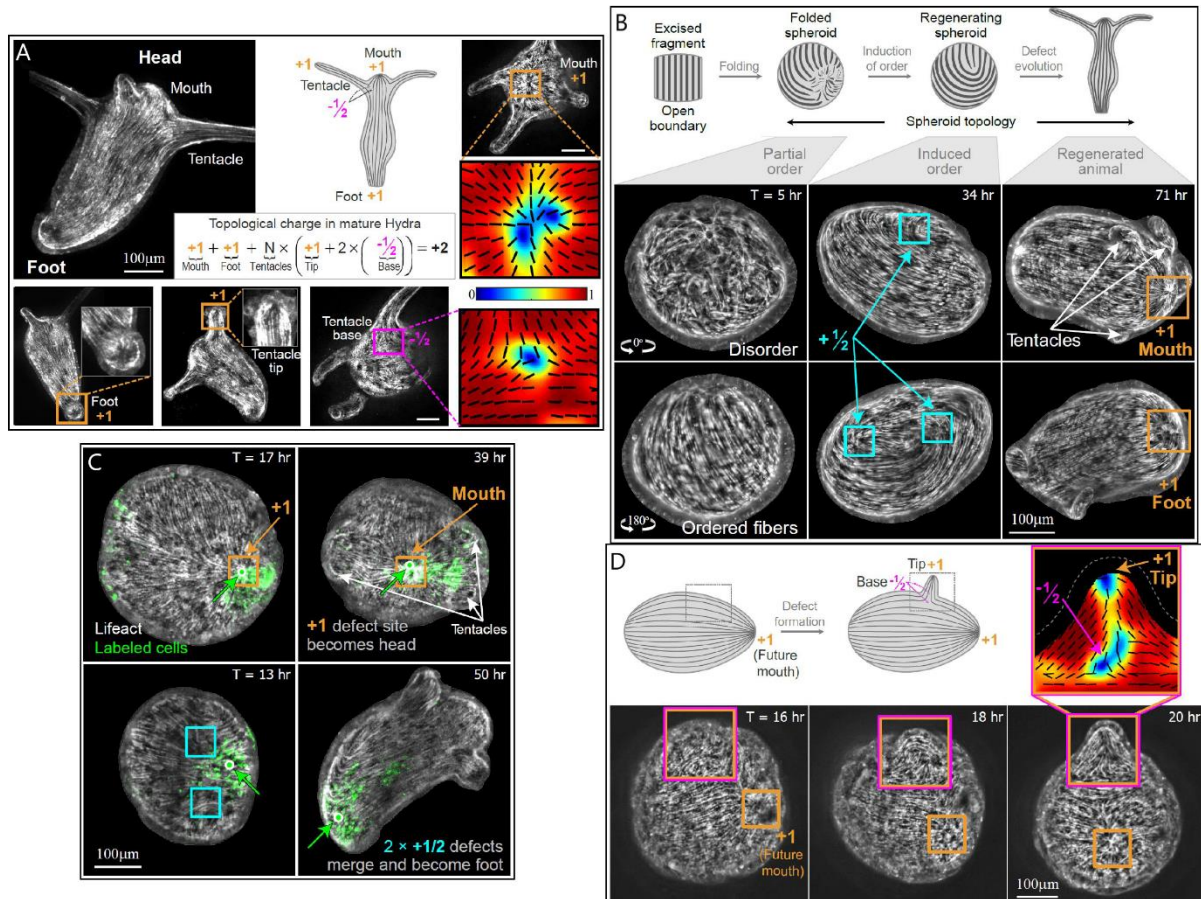 A
Head
Mouth
Tentacle
Foot
100μm
+1
Mouth
+1
Tentacle
-½
Foot +1
Mouth
+1
Topological charge in mature Hydra
+1 + +1 + N × ( +1 + 2 × ( -1/2 ) ) = +2
Mouth Foot Tentacles Tip Base
0 1
Foot
+1
+1
Tentacle
tip
Tentacle
base
-½
B
Excised
fragment
Open
boundary
Folding
Folded
spheroid
Induction
of order
Regenerating
spheroid
Defect
evolution
Spheroid topology
Partial
order
Induced
order
Regenerated
animal
T = 5 hr
34 hr
71 hr
0°
Disorder
+½
Tentacles
+1
Mouth
180°
Ordered fibers
+1
Foot
100μm
C
T = 17 hr
+1
Lifeact
Labeled cells
39 hr
Mouth
+1 defect site
becomes head
Tentacles
T = 13 hr
100μm
50 hr
2 × +1/2 defects
merge and become foot
D
+1
(Future
mouth)
Defect
formation
Tip +1
Base -½
+1
+1
Tip
-½
T = 16 hr
+1
(Future
mouth)
18 hr
+1
(Future
mouth)
20 hr
100μm